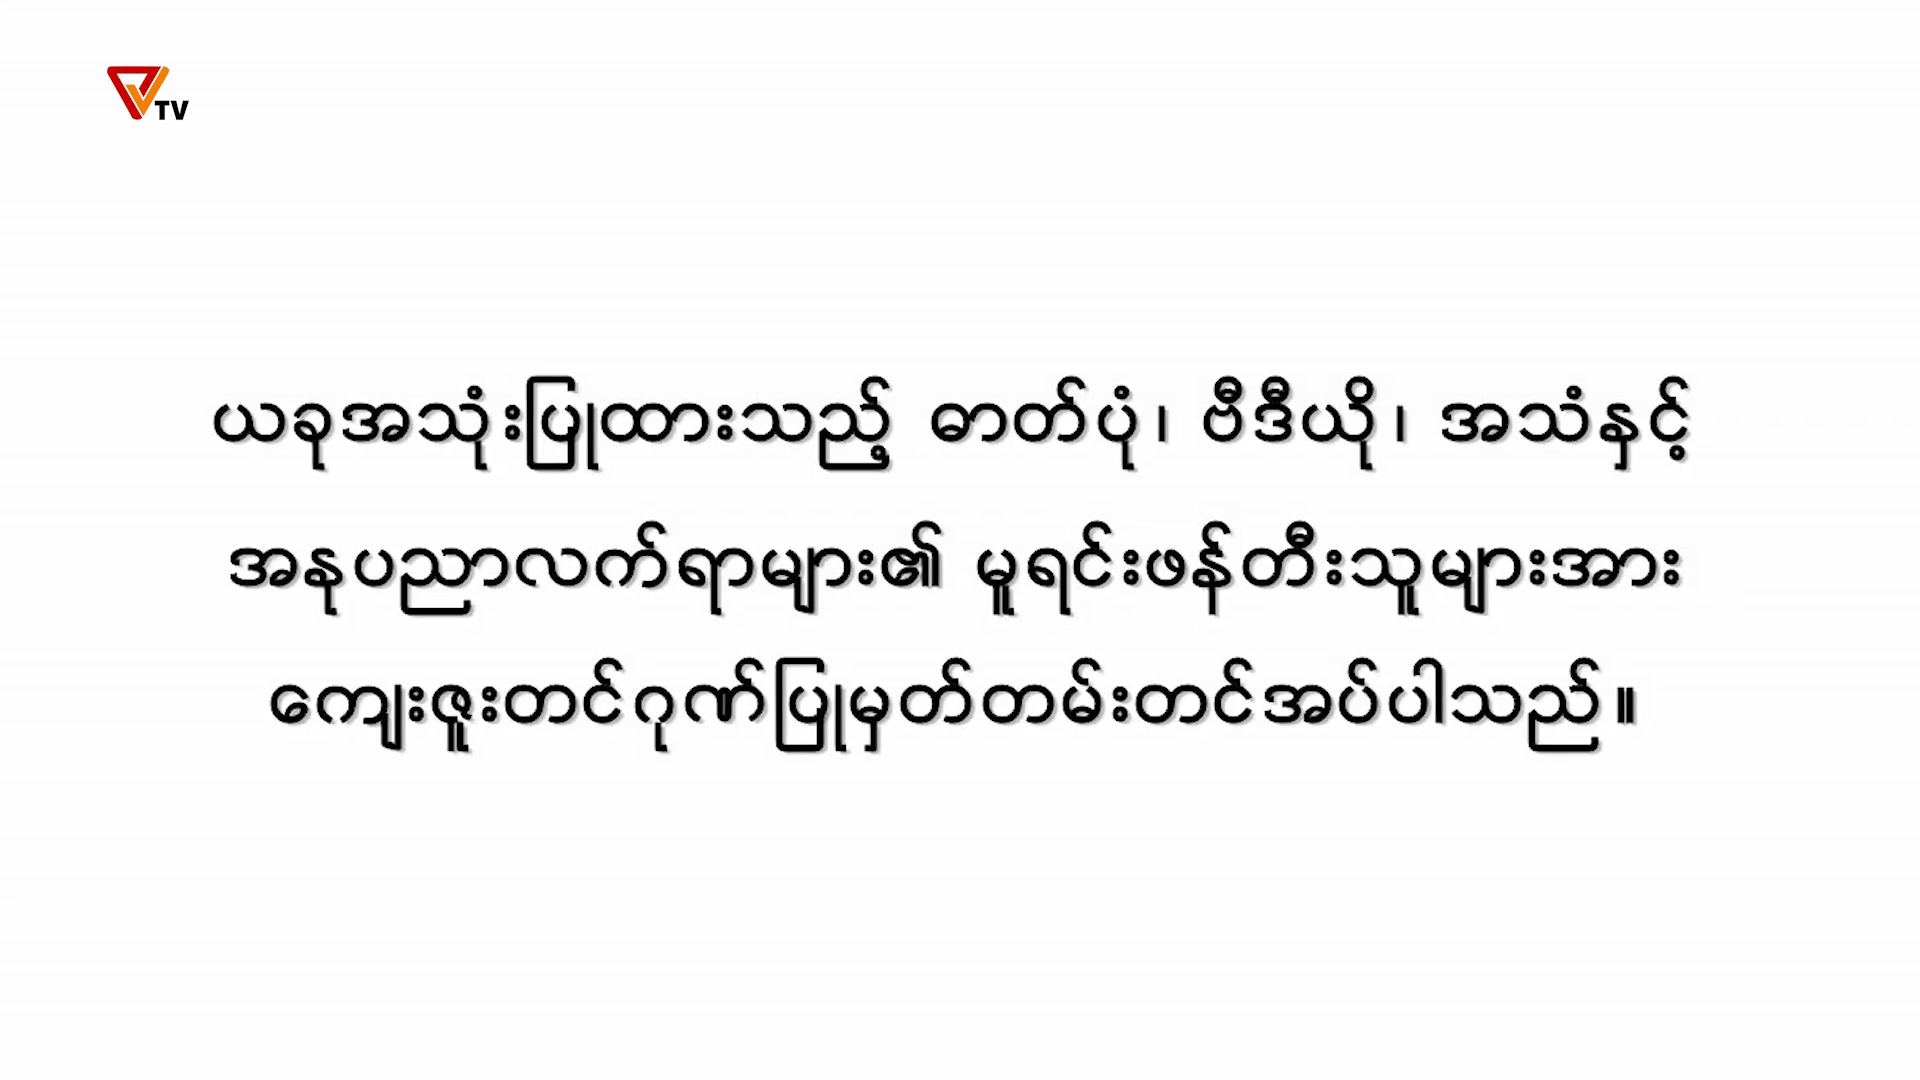 TV
ယခုအသုံးပြုထားသည့် ဓာတ်ပုံ၊ ဗီဒီယို၊ အသံနှင့်
အနုပညာလက်ရာများ၏ မူရင်းဖန်တီးသူများအား
ကျေးဇူးတင်ဂုဏ်ပြုမှတ်တမ်းတင်အပ်ပါသည်။